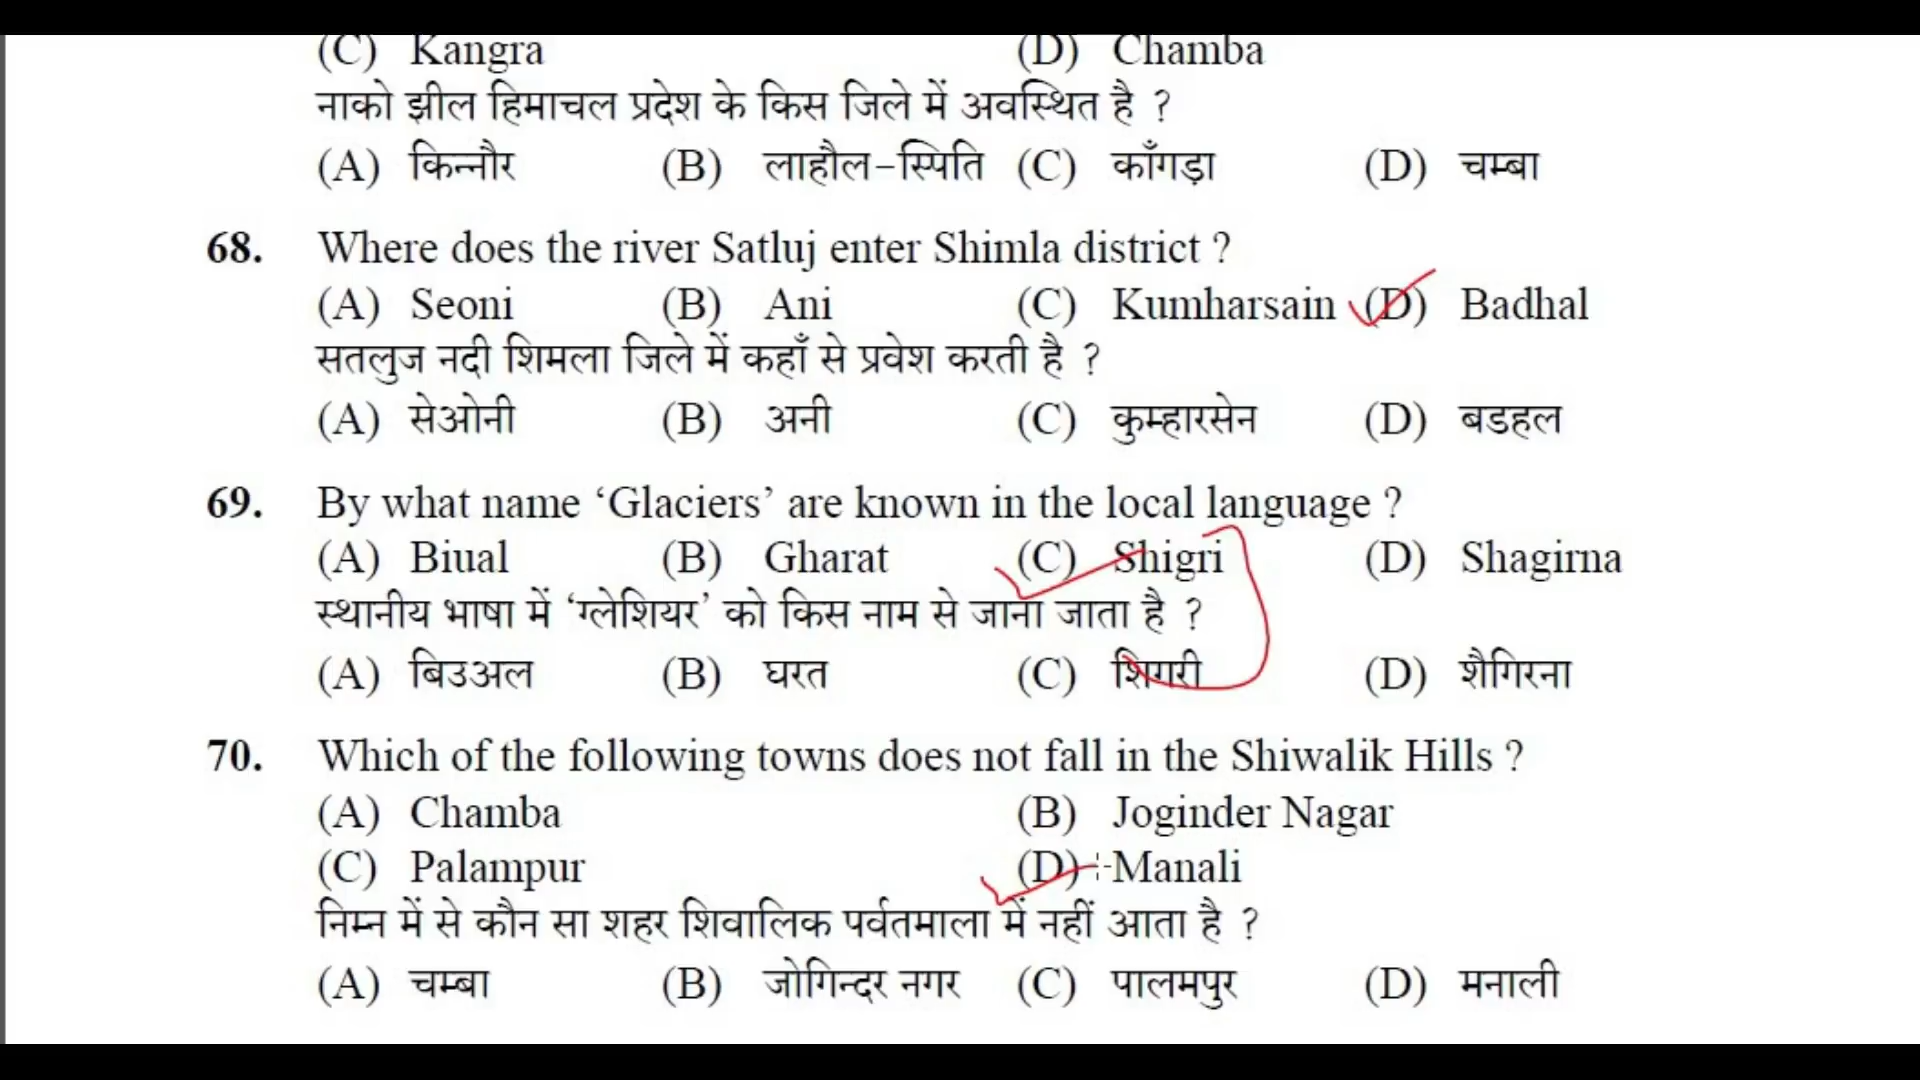 (C) Kangra (D) Chamba
नाको झील हिमाचल प्रदेश के किस जिले में अवस्थित है ?
(A) किन्नौर (B) लाहौल-स्पिति (C) काँगड़ा (D) चम्बा
68. Where does the river Satluj enter Shimla district ?
(A) Seoni (B) Ani (C) Kumharsain (D) Badhal
सतलुज नदी शिमला जिले में कहाँ से प्रवेश करती है ?
(A) सेओनी (B) अनी (C) कुम्हारसेन (D) बडहल
69. By what name ‘Glaciers’ are known in the local language ?
(A) Biual (B) Gharat (C) Shigri (D) Shagirna
स्थानीय भाषा में ‘ग्लेशियर’ को किस नाम से जाना जाता है ?
(A) बिउअल (B) घरत (C) शिगरी (D) शैगिरना
70. Which of the following towns does not fall in the Shiwalik Hills ?
(A) Chamba (B) Joginder Nagar
(C) Palampur (D) Manali
निम्न में से कौन सा शहर शिवालिक पर्वतमाला में नहीं आता है ?
(A) चम्बा (B) जोगिन्दर नगर (C) पालमपुर (D) मनाली